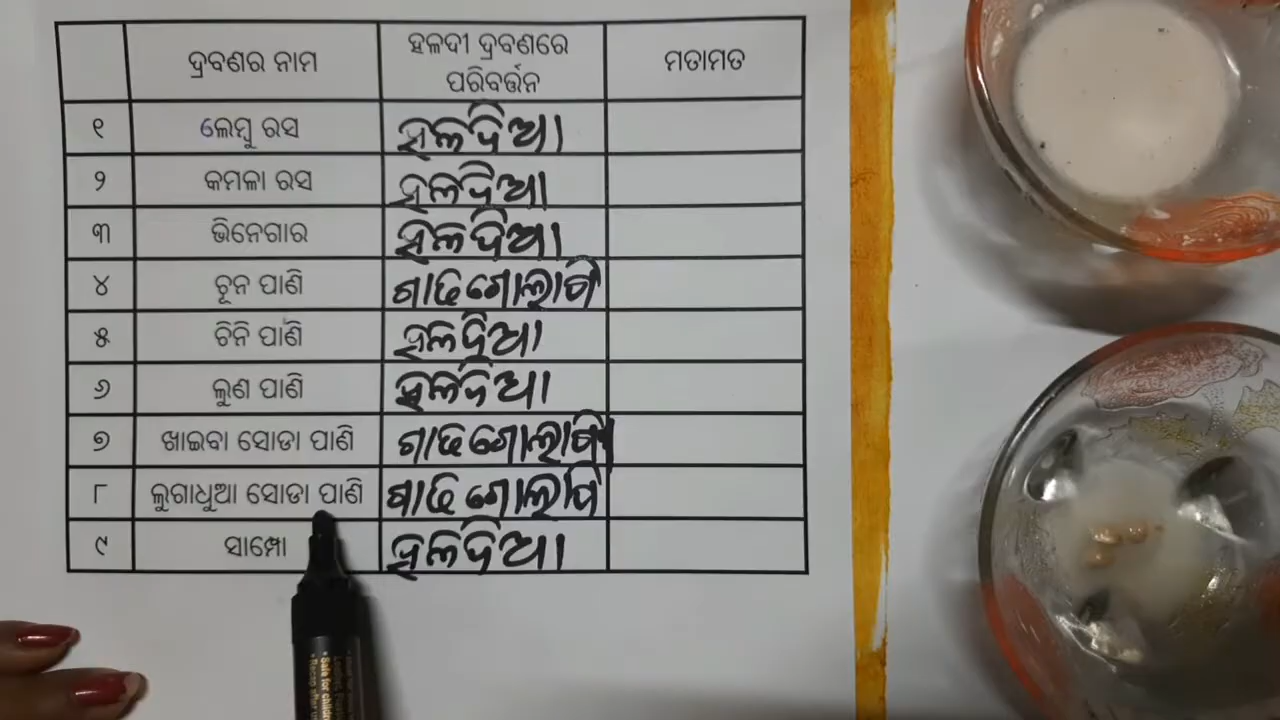 ଦ୍ରବଣର ନାମ ହଳଦୀ ଦ୍ରବଣରେ ପରିବର୍ତ୍ତନ ମତାମତ
୧ ଲେମ୍ବୁ ରସ ହଳଦିଆ
୨ କମଳା ରସ ହଳଦିଆ
୩ ଭିନେଗାର ହଳଦିଆ
୪ ଚୂନ ପାଣି ଗାଢ ଗୋଲାପି
୫ ଚିନି ପାଣି ହଳଦିଆ
୬ ଲୁଣ ପାଣି ହଳଦିଆ
୭ ଖାଇବା ସୋଡା ପାଣି ଗାଢ ଗୋଲାପି
୮ ଲୁଗାଧୁଆ ସୋଡା ପାଣି ଗାଢ ଗୋଲାପି
୯ ସାମ୍ପୋ ହଳଦିଆ